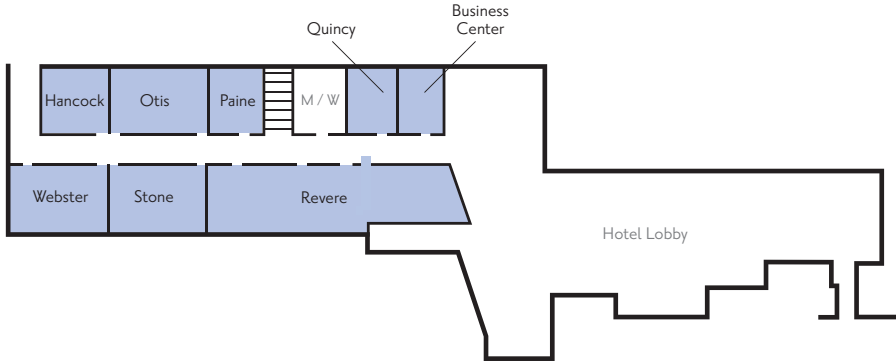 Business
Center
Quincy
Hancock
Otis
Paine
M / W
Webster
Stone
Revere
Hotel Lobby